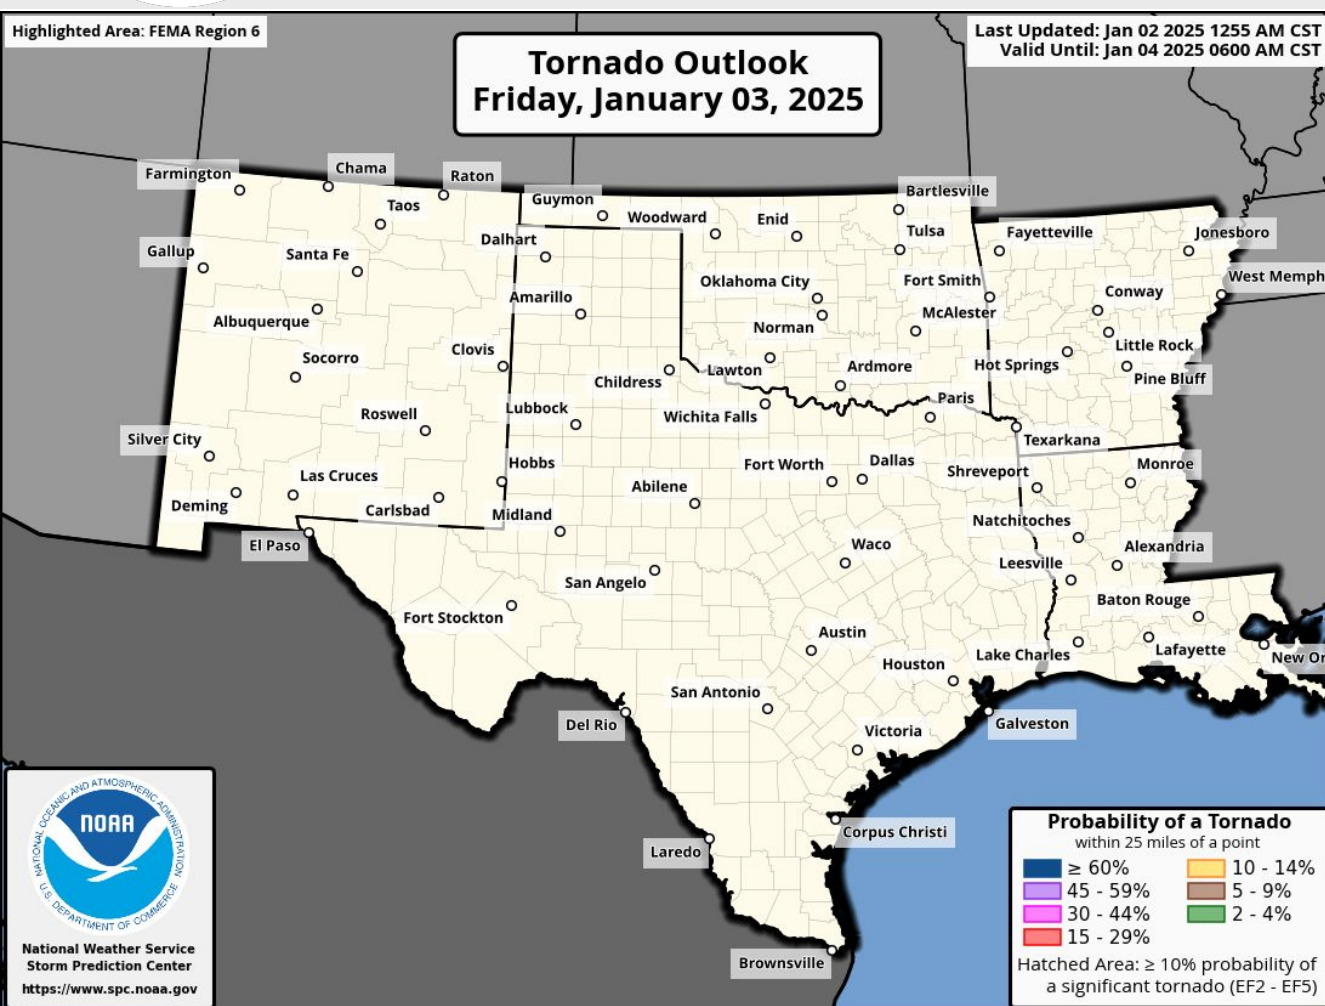 Highlighted Area: FEMA Region 6
Last Updated: Jan 02 2025 1255 AM CST
Valid Until: Jan 04 2025 0600 AM CST
Tornado Outlook
Friday, January 03, 2025
Farmington
Chama
Raton
Taos
Guymon
Woodward
Enid
Bartlesville
Tulsa
Fayetteville
Jonesboro
Gallup
Santa Fe
Dalhart
Oklahoma City
Fort Smith
West Memph
Amarillo
Conway
Albuquerque
Norman
McAlester
Little Rock
Socorro
Clovis
Childress
Lawton
Ardmore
Hot Springs
Pine Bluff
Roswell
Lubbock
Wichita Falls
Paris
Silver City
Texarkana
Las Cruces
Hobbs
Fort Worth
Dallas
Shreveport
Monroe
Deming
Carlsbad
Midland
Abilene
Natchitoches
El Paso
Waco
Alexandria
San Angelo
Leesville
Fort Stockton
Baton Rouge
Austin
Lake Charles
Lafayette
New Or
Houston
San Antonio
Del Rio
Victoria
Galveston
Corpus Christi
Laredo
Brownsville
NATIONAL OCEANIC AND ATMOSPHERIC ADMINISTRATION
NOAA
U.S. DEPARTMENT OF COMMERCE
National Weather Service
Storm Prediction Center
https://www.spc.noaa.gov
Probability of a Tornado
within 25 miles of a point
≥ 60%
45 - 59%
30 - 44%
15 - 29%
10 - 14%
5 - 9%
2 - 4%
Hatched Area: ≥ 10% probability of
a significant tornado (EF2 - EF5)